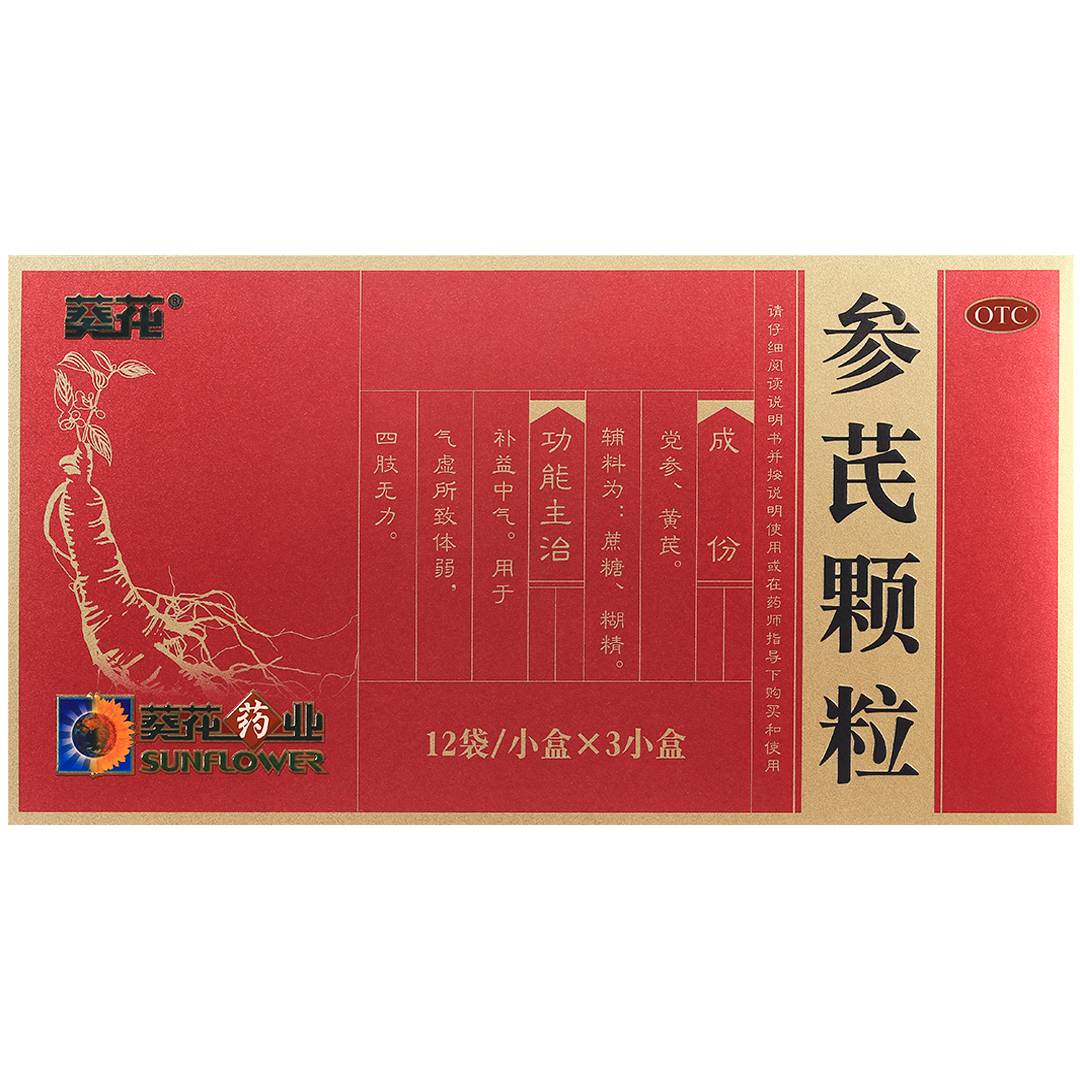 OTC
参芪颗粒
请仔细阅读说明书并按说明使用或在药师指导下购买和使用
成份
党参、黄芪。
辅料为：蔗糖、糊精。
功能主治
补益中气。用于
气虚所致体弱，
四肢无力。
12袋/小盒×3小盒
葵花®
葵花药业
SUNFLOWER